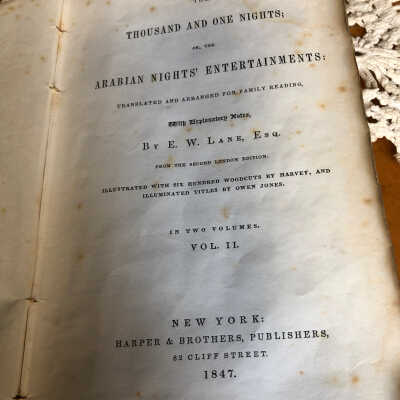 THE
THOUSAND AND ONE NIGHTS;
OR, THE
ARABIAN NIGHTS' ENTERTAINMENTS:
TRANSLATED AND ARRANGED FOR FAMILY READING,
With Explanatory Notes,
BY E. W. LANE, ESQ.
FROM THE SECOND LONDON EDITION.
ILLUSTRATED WITH SIX HUNDRED WOODCUTS BY HARVEY, AND
ILLUMINATED TITLES BY OWEN JONES.
IN TWO VOLUMES.
VOL. II.
NEW YORK:
HARPER & BROTHERS, PUBLISHERS,
82 CLIFF STREET.
1847.